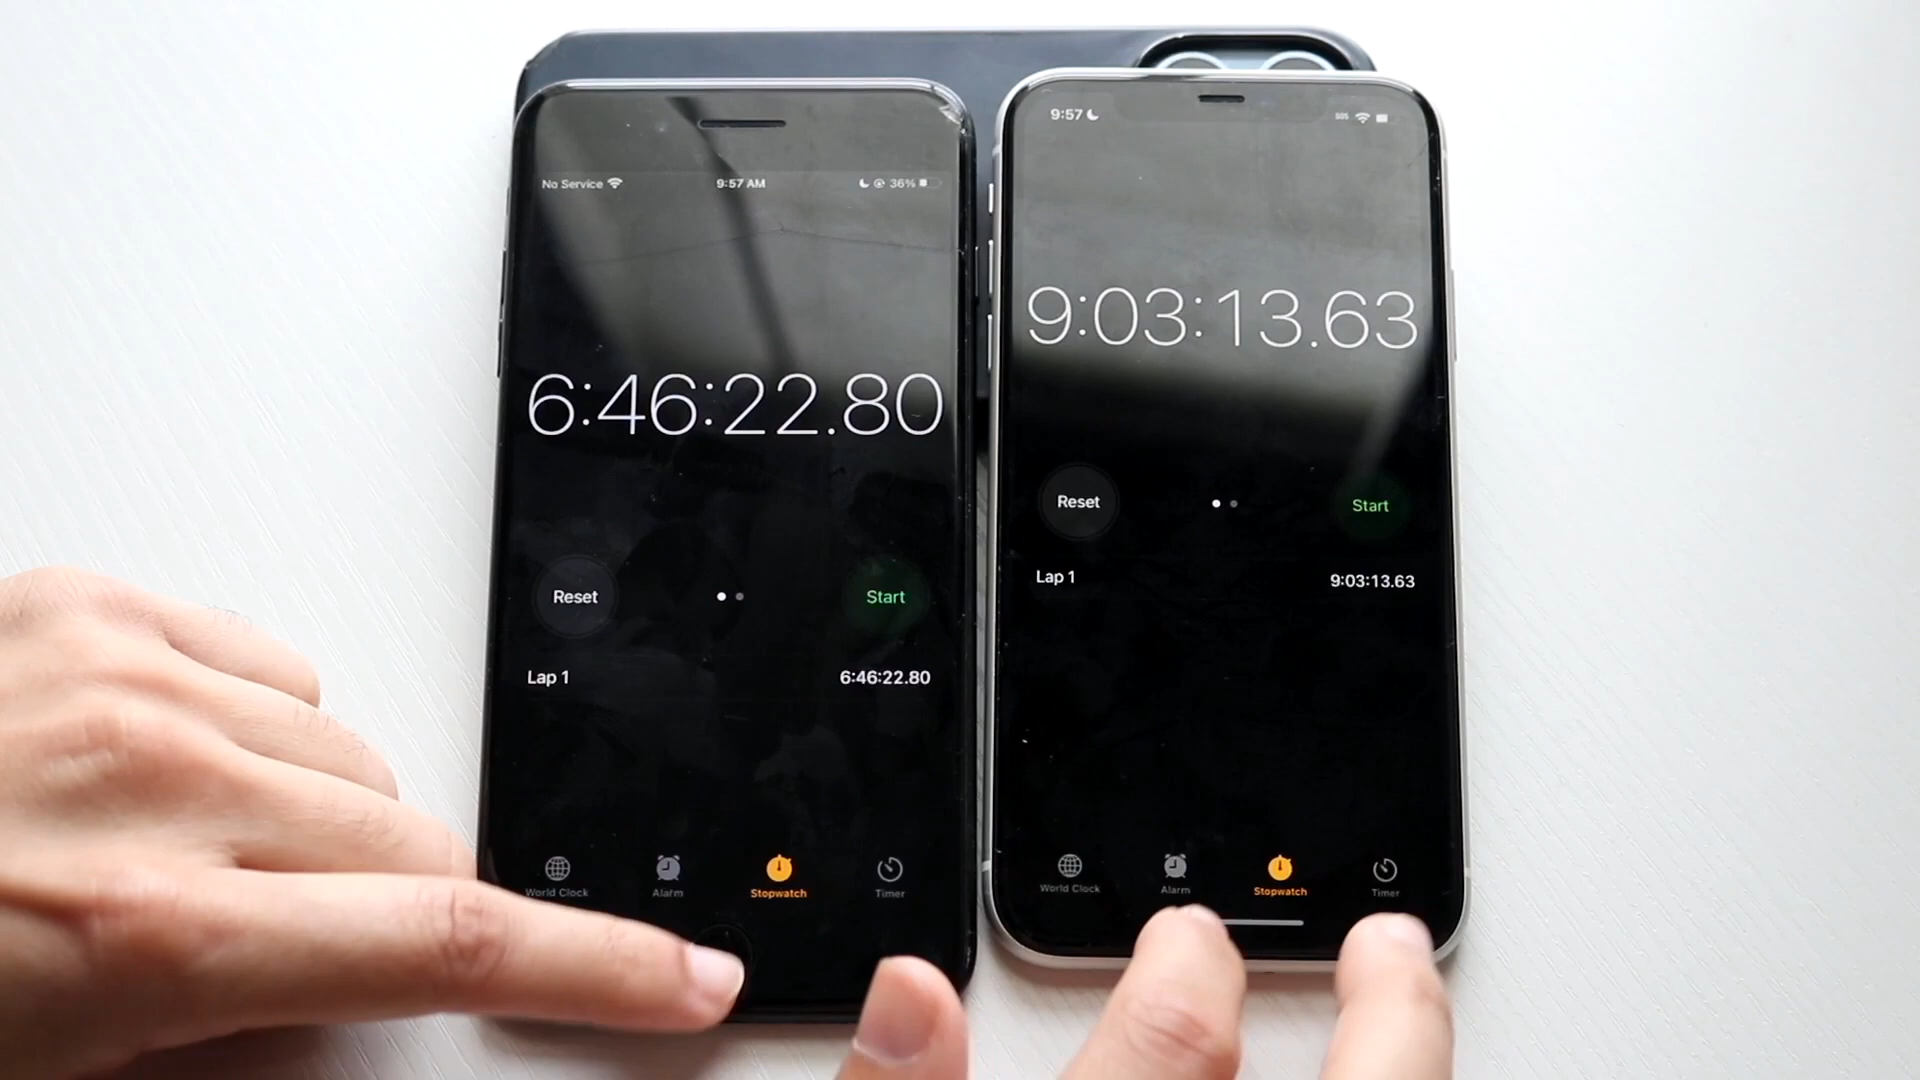 No Service 9:57 AM 36%
6:46:22.80
Reset Start
Lap 1 6:46:22.80
World Clock Alarm Stopwatch Timer
9:57 SOS
9:03:13.63
Reset Start
Lap 1 9:03:13.63
World Clock Alarm Stopwatch Timer